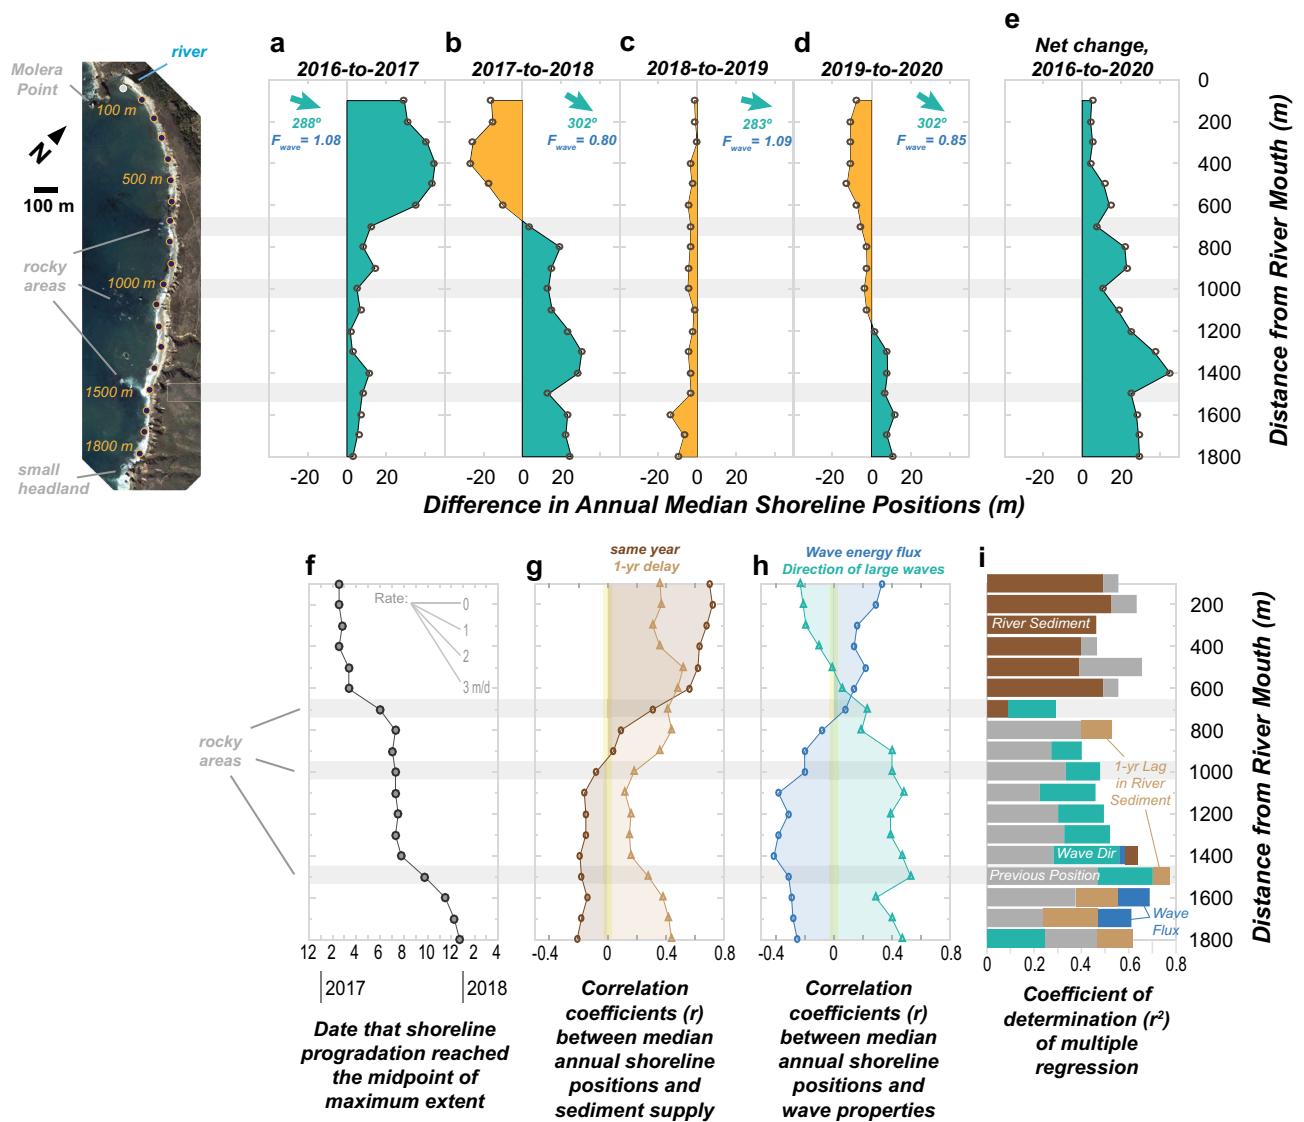 a
b
c
d
e
2016-to-2017
2017-to-2018
2018-to-2019
2019-to-2020
Net change,
2016-to-2020
river
Molera
Point
100 m
N
500 m
100 m
rocky
areas
1000 m
1500 m
1800 m
small
headland
288º
F wave = 1.08
302º
F wave = 0.80
283º
F wave = 1.09
302º
F wave = 0.85
0
200
400
600
800
1000
1200
1400
1600
1800
Distance from River Mouth (m)
-20 0 20 -20 0 20 -20 0 20 -20 0 20 -20 0 20
Difference in Annual Median Shoreline Positions (m)
f
Rate:
0
1
2
3 m/d
rocky
areas
12 2 4 6 8 10 12 2 4
2017
2018
Date that shoreline
progradation reached
the midpoint of
maximum extent
g
same year
1-yr delay
-0.4 0 0.4 0.8
Correlation
coefficients (r)
between median
annual shoreline
positions and
sediment supply
h
Wave energy flux
Direction of large waves
-0.4 0 0.4 0.8
Correlation
coefficients (r)
between median
annual shoreline
positions and
wave properties
i
River Sediment
1-yr Lag
in River
Sediment
Wave Dir
Previous Position
Wave
Flux
0 0.2 0.4 0.6 0.8
Coefficient of
determination (r²)
of multiple
regression
200
400
600
800
1000
1200
1400
1600
1800
Distance from River Mouth (m)